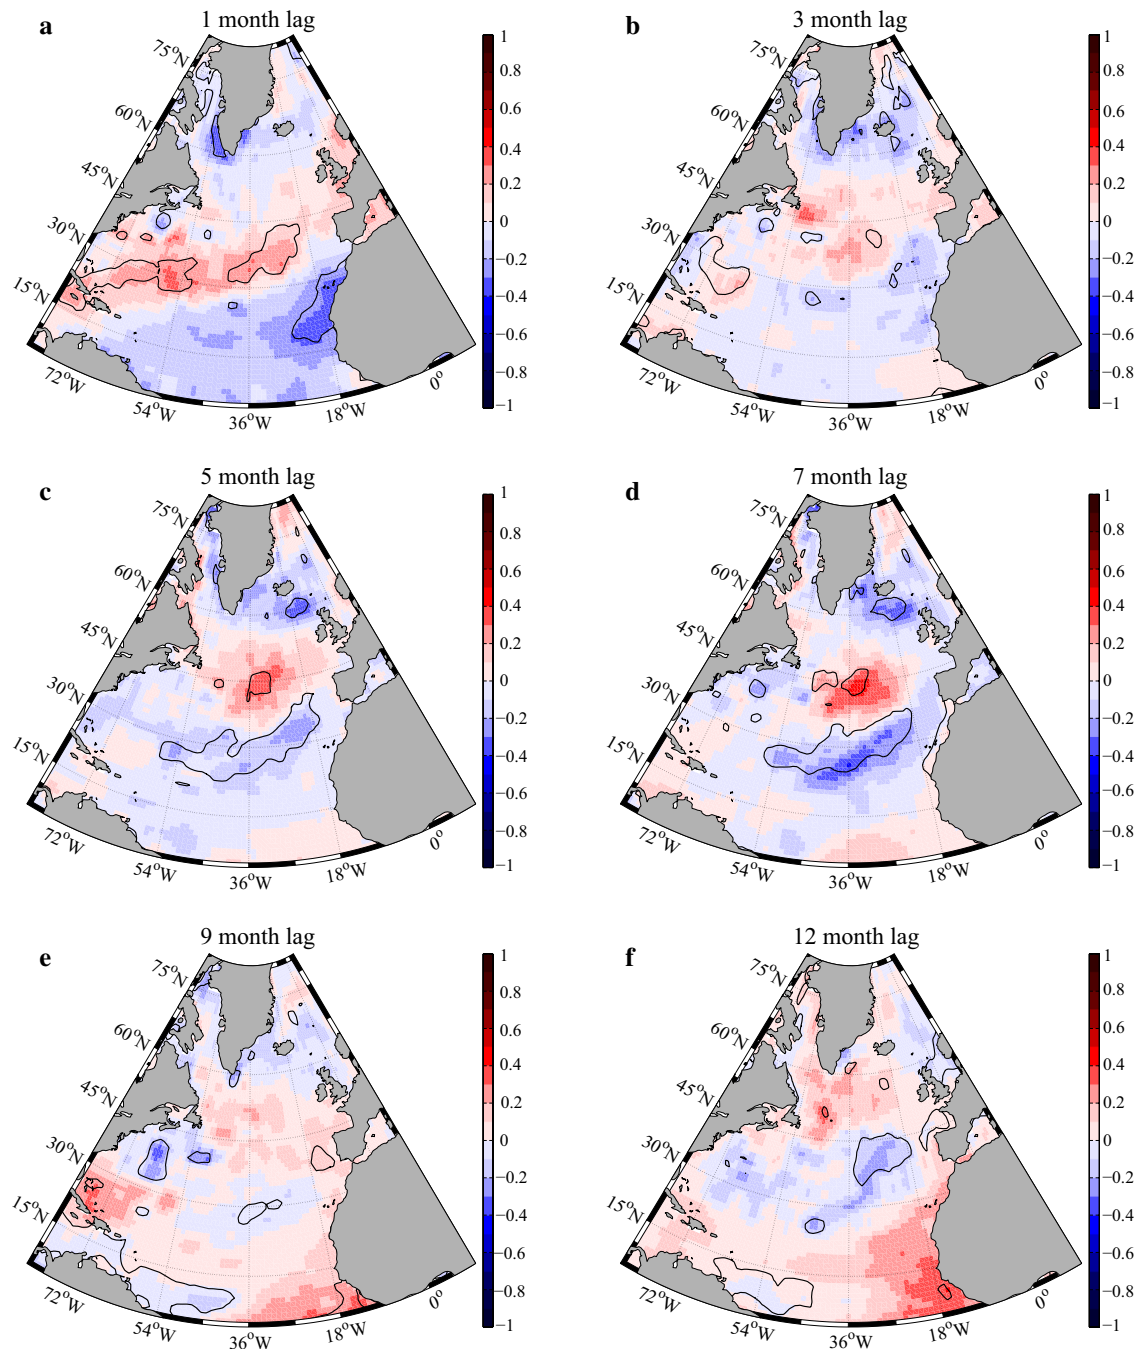 a
1 month lag
75°N
60°N
45°N
30°N
15°N
72°W
54°W
36°W
18°W
0°
1
0.8
0.6
0.4
0.2
0
−0.2
−0.4
−0.6
−0.8
−1
b
3 month lag
75°N
60°N
45°N
30°N
15°N
72°W
54°W
36°W
18°W
0°
1
0.8
0.6
0.4
0.2
0
−0.2
−0.4
−0.6
−0.8
−1
c
5 month lag
75°N
60°N
45°N
30°N
15°N
72°W
54°W
36°W
18°W
0°
1
0.8
0.6
0.4
0.2
0
−0.2
−0.4
−0.6
−0.8
−1
d
7 month lag
75°N
60°N
45°N
30°N
15°N
72°W
54°W
36°W
18°W
0°
1
0.8
0.6
0.4
0.2
0
−0.2
−0.4
−0.6
−0.8
−1
e
9 month lag
75°N
60°N
45°N
30°N
15°N
72°W
54°W
36°W
18°W
0°
1
0.8
0.6
0.4
0.2
0
−0.2
−0.4
−0.6
−0.8
−1
f
12 month lag
75°N
60°N
45°N
30°N
15°N
72°W
54°W
36°W
18°W
0°
1
0.8
0.6
0.4
0.2
0
−0.2
−0.4
−0.6
−0.8
−1